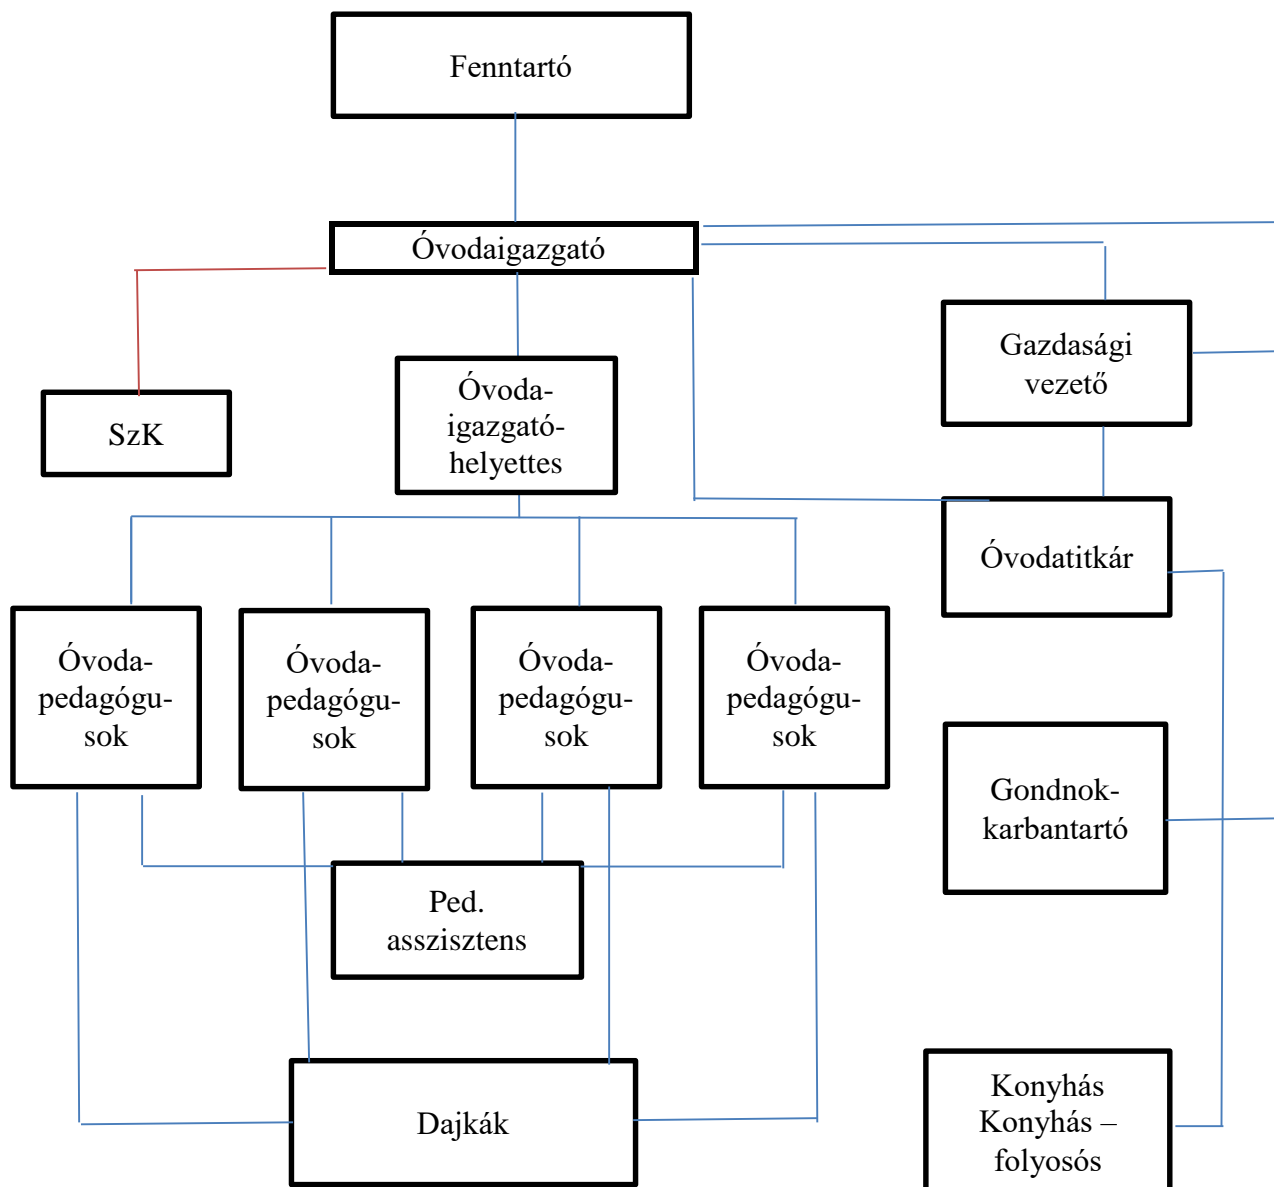 Fenntartó
Óvodaigazgató
Gazdasági
vezető
Óvoda-
igazgató-
helyettes
SzK
Óvodatitkár
Óvoda-
pedagógu-
sok
Óvoda-
pedagógu-
sok
Óvoda-
pedagógu-
sok
Óvoda-
pedagógu-
sok
Gondnok-
karbantartó
Ped.
asszisztens
Dajkák
Konyhás
Konyhás –
folyosós